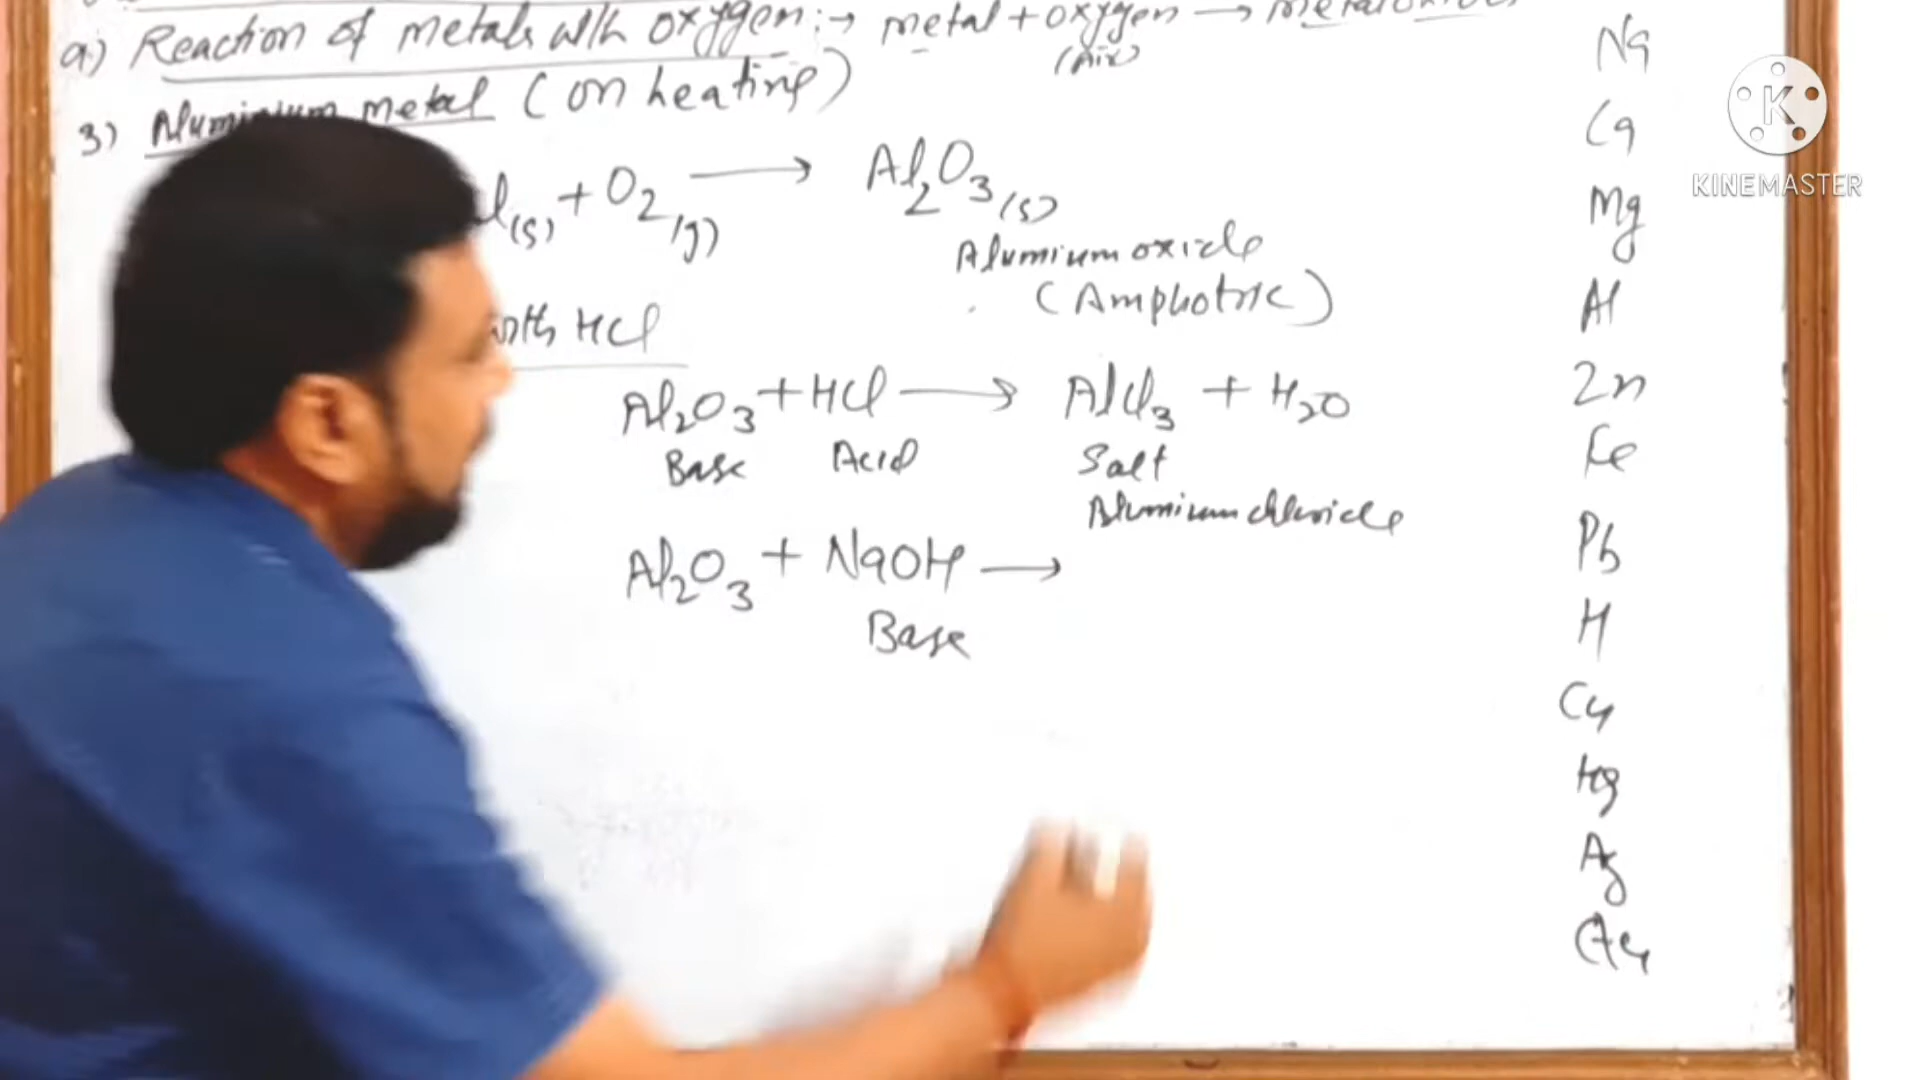 a.) Reaction of metals with oxygen :→ metal + oxygen →
(Air)
3) Aluminium metal (on heating)
l(s) + O2 (g) → Al2O3 (s)
Aluminium oxide
(Amphotric)
with HCl
Al2O3 + HCl → AlCl3 + H2O
Base Acid Salt
Aluminium chloride
Al2O3 + NaOH →
Base
Na
Ca
Mg
Al
Zn
Fe
Pb
H
Cu
Hg
Ag
Au
K
KINEMASTER